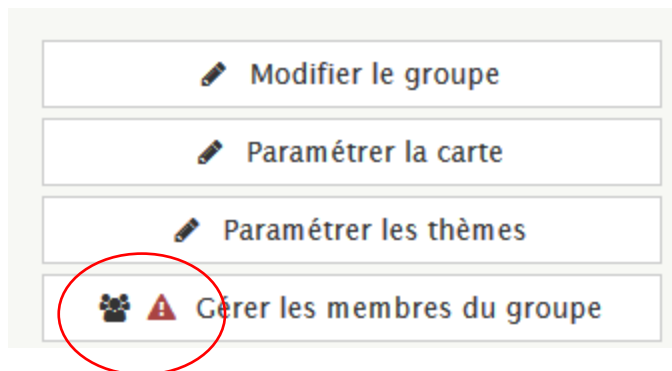 Modifier le groupe
Paramétrer la carte
Paramétrer les thèmes
Gérer les membres du groupe